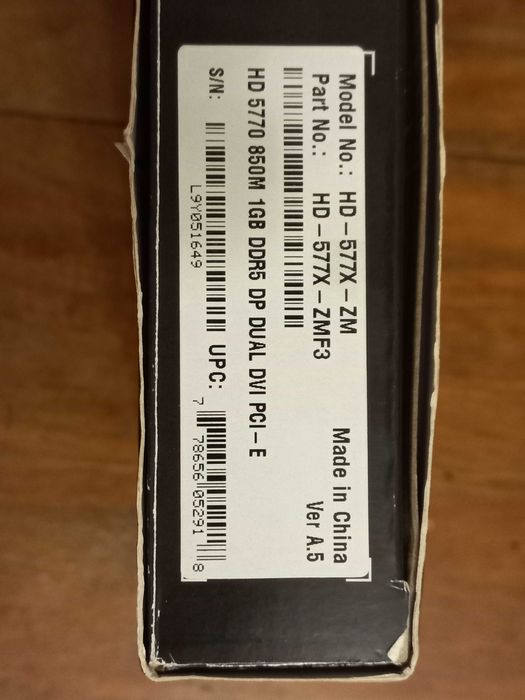 Model No.: HD-577X-ZM Made in China
Part No.: HD-577X-ZMF3 Ver A.5
HD 5770 850M 1GB DDR5 DP DUAL DVI PCI-E
S/N: L9Y051649 UPC: 7 78656 05291 8